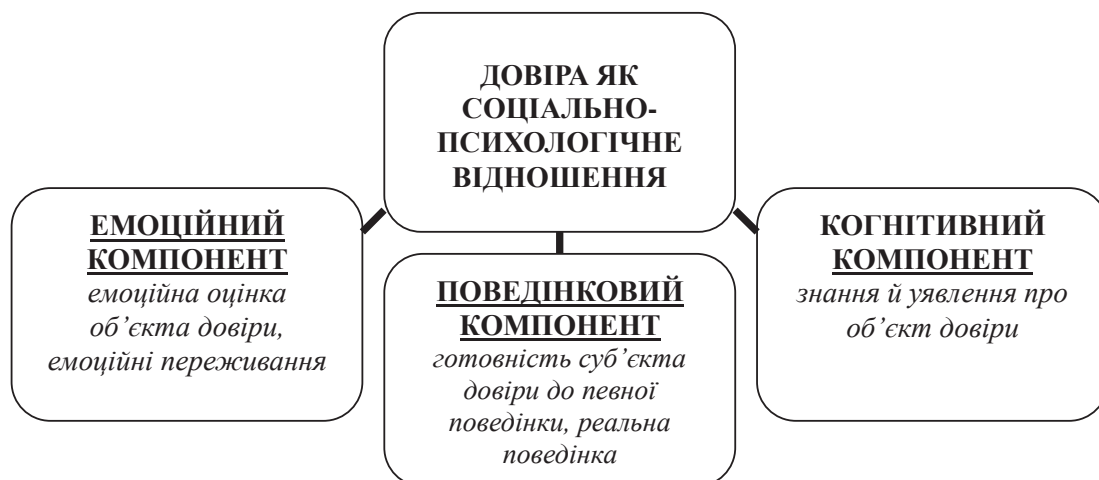 ДОВІРА ЯК
СОЦІАЛЬНО-
ПСИХОЛОГІЧНЕ
ВІДНОШЕННЯ
ЕМОЦІЙНИЙ
КОМПОНЕНТ
емоційна оцінка
об’єкта довіри,
емоційні переживання
ПОВЕДІНКОВИЙ
КОМПОНЕНТ
готовність суб’єкта
довіри до певної
поведінки, реальна
поведінка
КОГНІТИВНИЙ
КОМПОНЕНТ
знання й уявлення про
об’єкт довіри